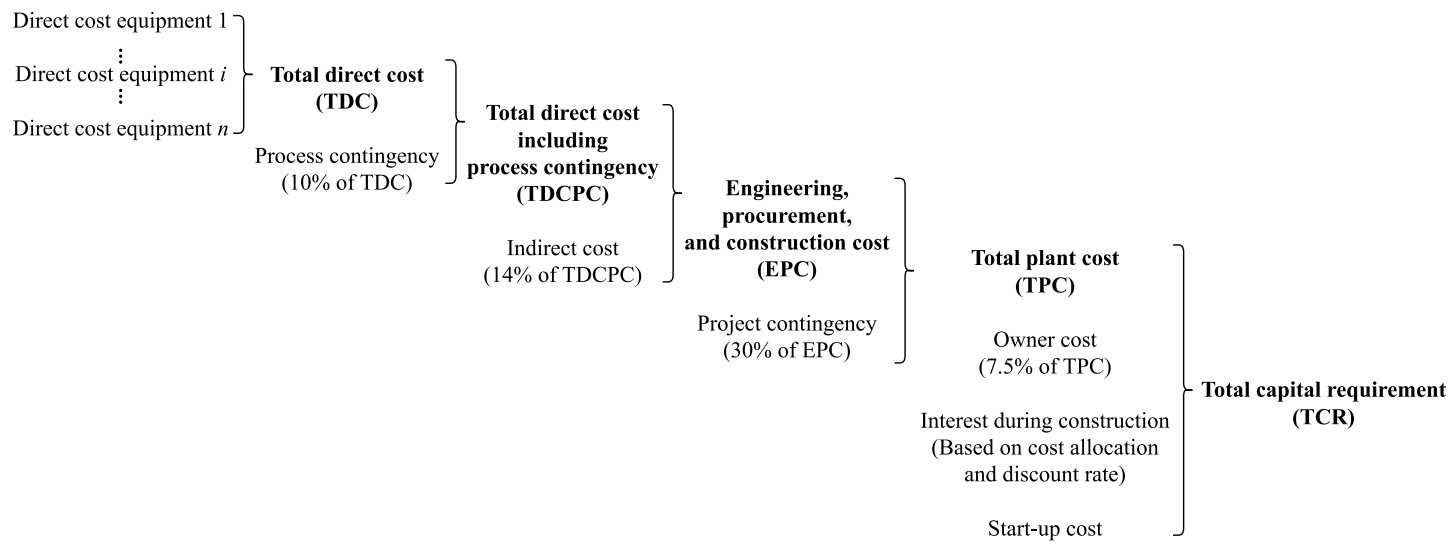 Direct cost equipment 1
⋮
Direct cost equipment i
⋮
Direct cost equipment n
Total direct cost
(TDC)
Process contingency
(10% of TDC)
Total direct cost
including
process contingency
(TDCPC)
Indirect cost
(14% of TDCPC)
Engineering,
procurement,
and construction cost
(EPC)
Project contingency
(30% of EPC)
Total plant cost
(TPC)
Owner cost
(7.5% of TPC)
Interest during construction
(Based on cost allocation
and discount rate)
Start-up cost
Total capital requirement
(TCR)